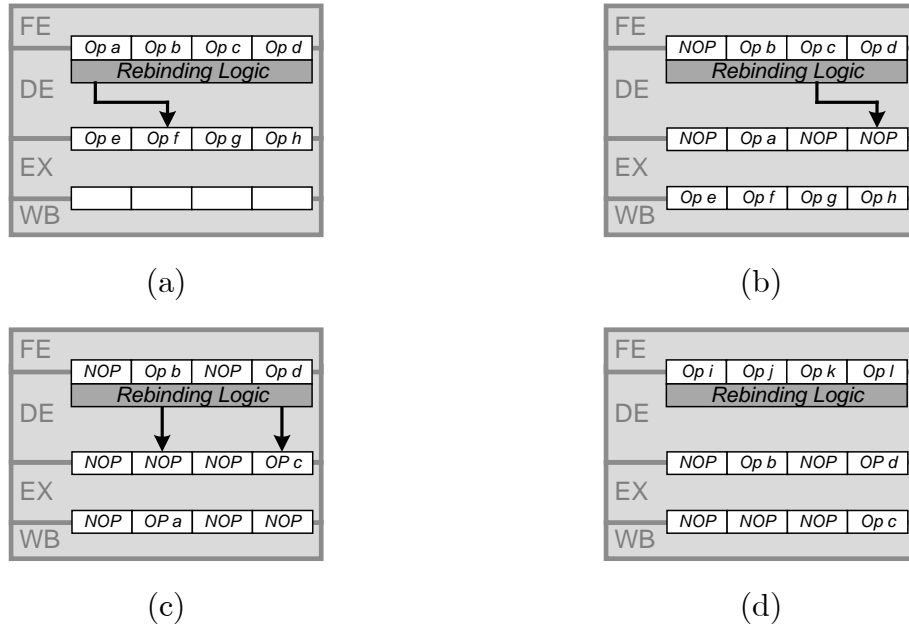 FE
Op a Op b Op c Op d
Rebinding Logic
DE
Op e Op f Op g Op h
EX
WB
(a)
FE
NOP Op b Op c Op d
Rebinding Logic
DE
NOP Op a NOP NOP
EX
Op e Op f Op g Op h
WB
(b)
FE
NOP Op b NOP Op d
Rebinding Logic
DE
NOP NOP NOP OP c
EX
NOP OP a NOP NOP
WB
(c)
FE
Op i Op j Op k Op l
Rebinding Logic
DE
NOP Op b NOP OP d
EX
NOP NOP NOP Op c
WB
(d)